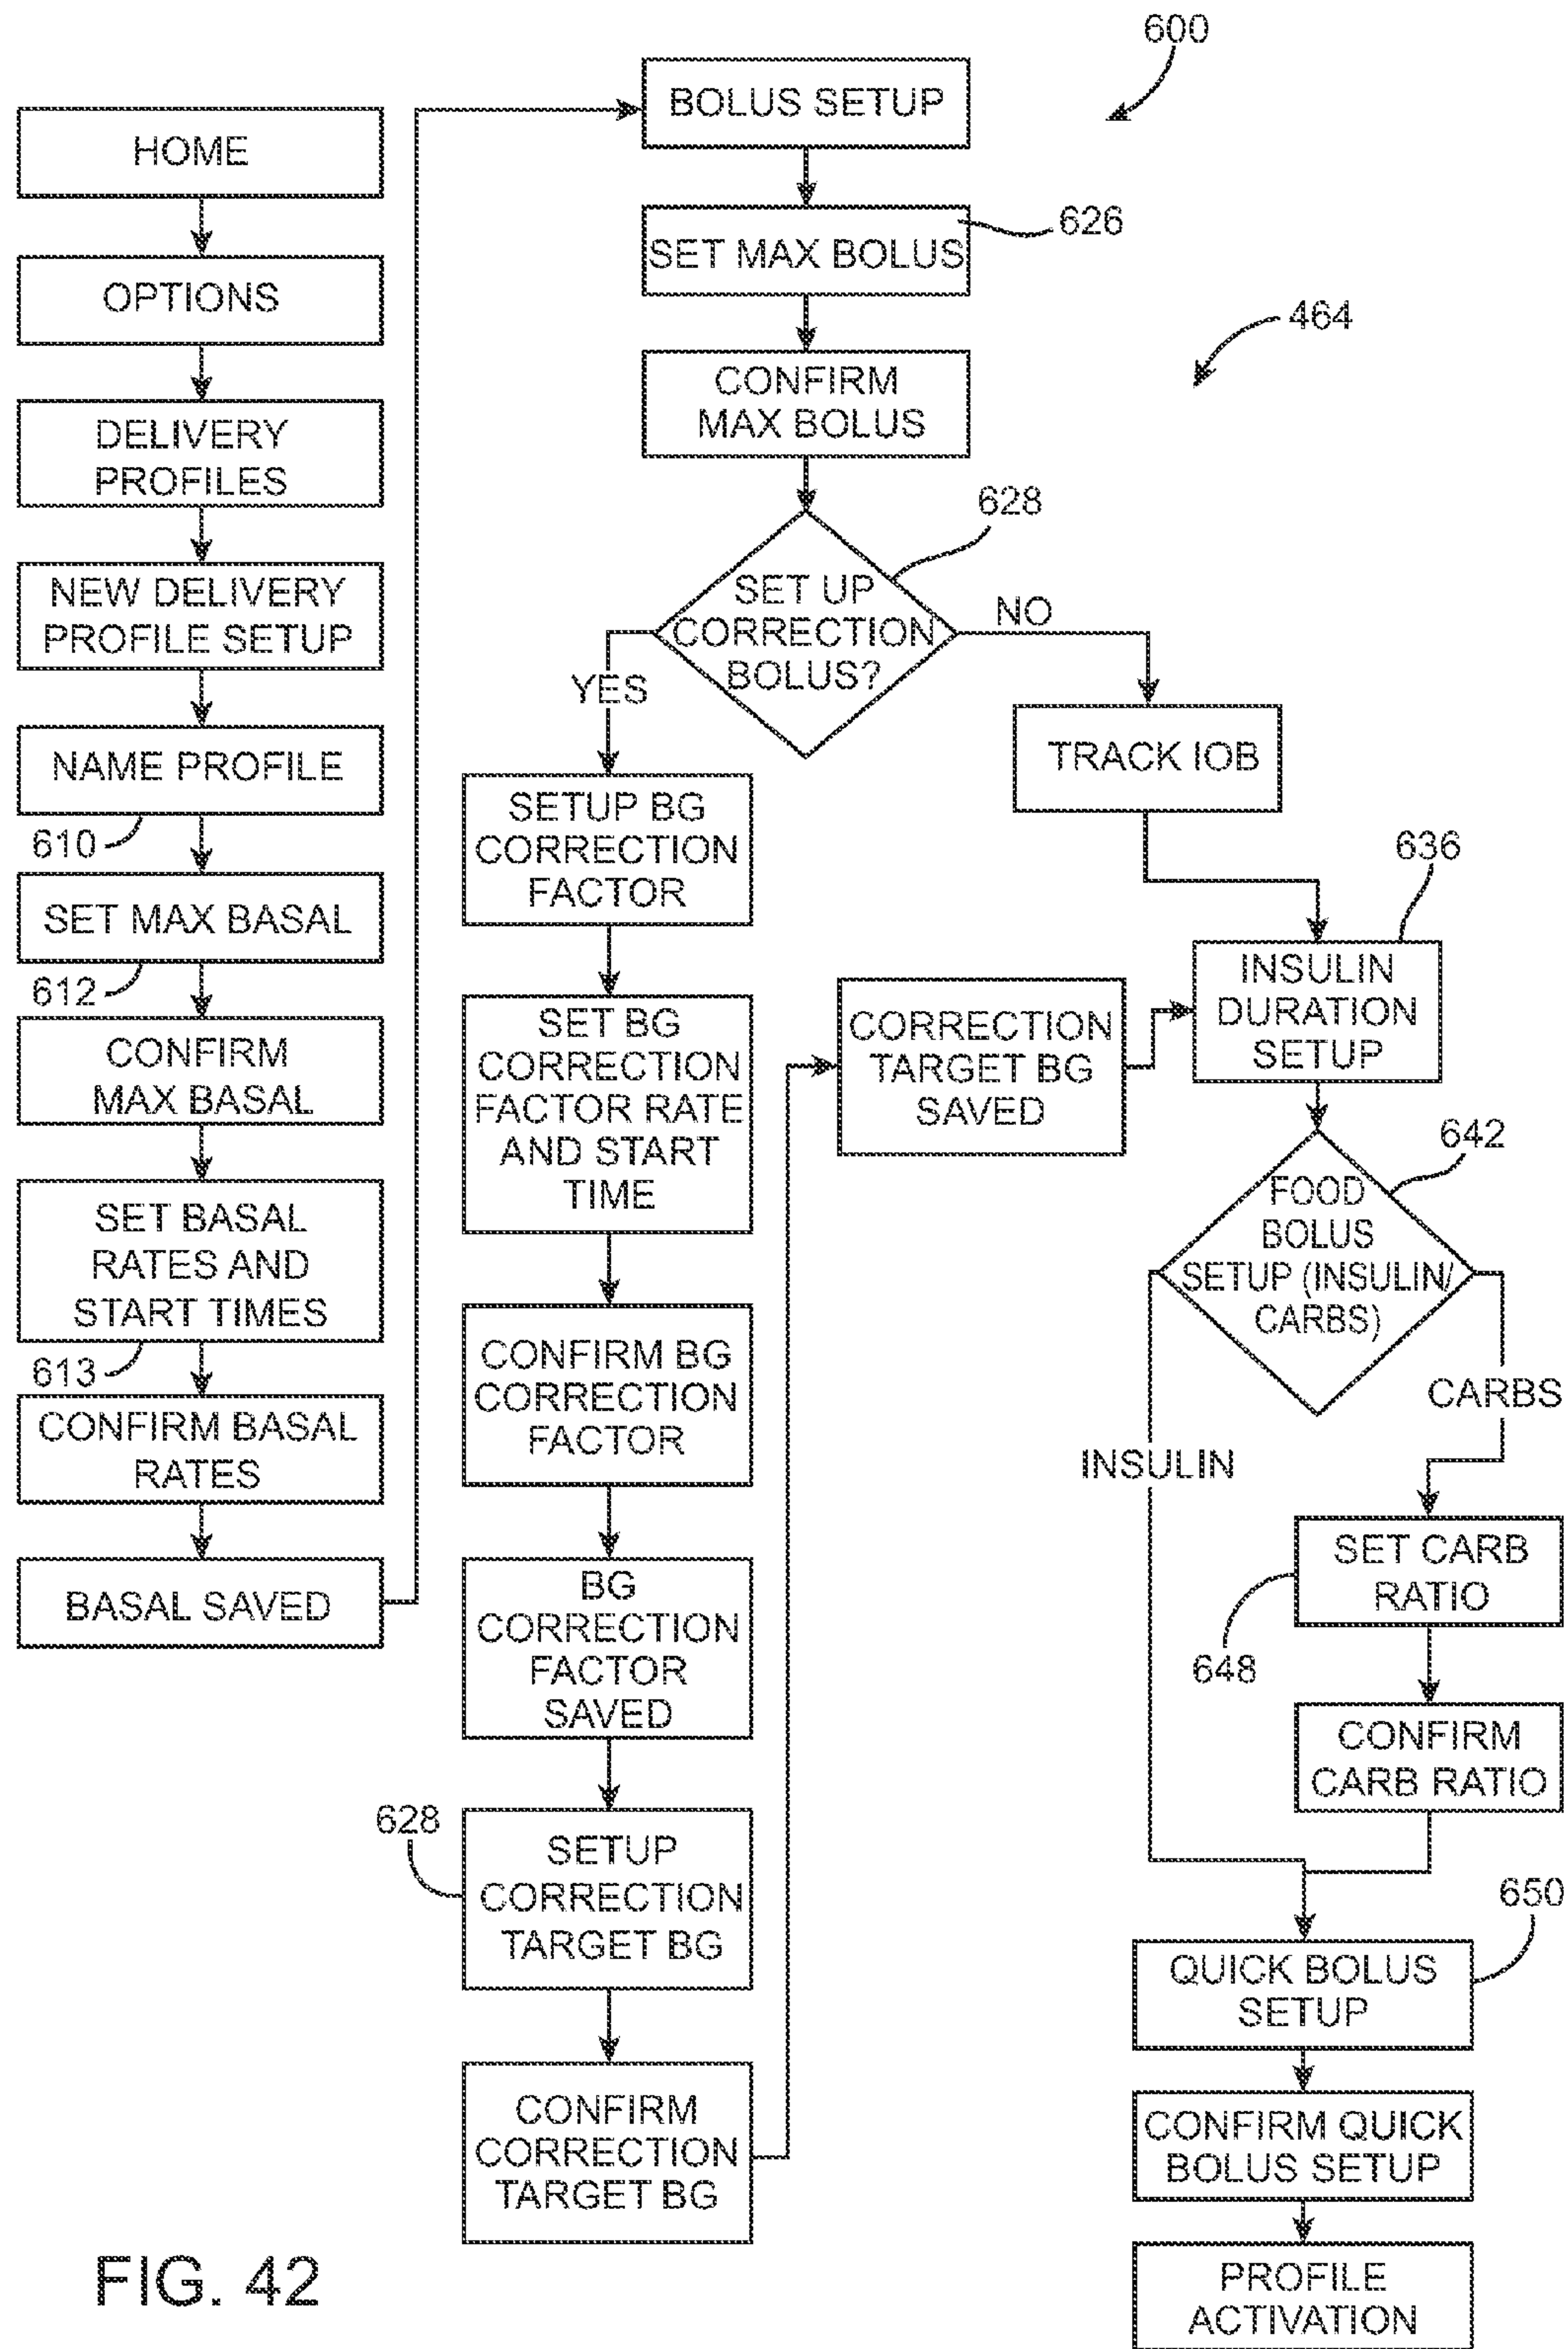 600
HOME
OPTIONS
DELIVERY
PROFILES
NEW DELIVERY
PROFILE SETUP
NAME PROFILE
610
SET MAX BASAL
612
CONFIRM
MAX BASAL
SET BASAL
RATES AND
START TIMES
613
CONFIRM BASAL
RATES
BASAL SAVED
BOLUS SETUP
SET MAX BOLUS
626
464
CONFIRM
MAX BOLUS
628
SET UP
CORRECTION
BOLUS?
YES
NO
SETUP BG
CORRECTION
FACTOR
SET BG
CORRECTION
FACTOR RATE
AND START
TIME
CONFIRM BG
CORRECTION
FACTOR
BG
CORRECTION
FACTOR
SAVED
628
SETUP
CORRECTION
TARGET BG
CONFIRM
CORRECTION
TARGET BG
CORRECTION
TARGET BG
SAVED
TRACK IOB
636
INSULIN
DURATION
SETUP
642
FOOD
BOLUS
SETUP (INSULIN/
CARBS)
INSULIN
CARBS
SET CARB
RATIO
648
CONFIRM
CARB RATIO
650
QUICK BOLUS
SETUP
CONFIRM QUICK
BOLUS SETUP
PROFILE
ACTIVATION
FIG. 42